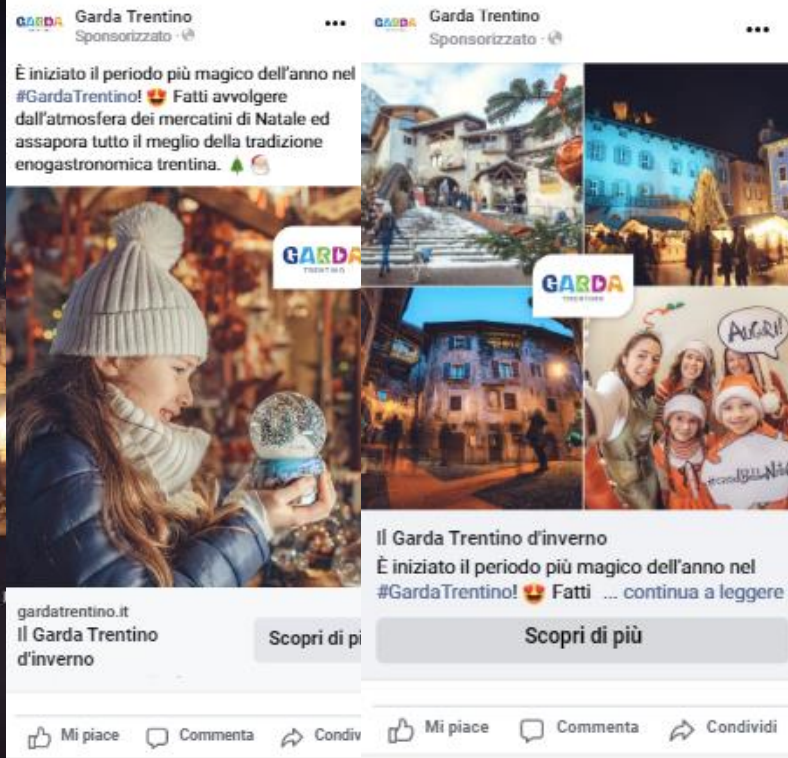 GARDA
Garda Trentino
Sponsorizzato ·
È iniziato il periodo più magico dell'anno nel
#GardaTrentino! 🤩 Fatti avvolgere
dall'atmosfera dei mercatini di Natale ed
assapora tutto il meglio della tradizione
enogastronomica trentina. 🎄 🎅
GARDA
TRENTINO
gardatrentino.it
Il Garda Trentino
d'inverno
Scopri di pi
Mi piace
Commenta
Condiv
GARDA
Garda Trentino
Sponsorizzato ·
GARDA
TRENTINO
AUGURI!
Il Garda Trentino d'inverno
È iniziato il periodo più magico dell'anno nel
#GardaTrentino! 🤩 Fatti ... continua a leggere
Scopri di più
Mi piace
Commenta
Condividi